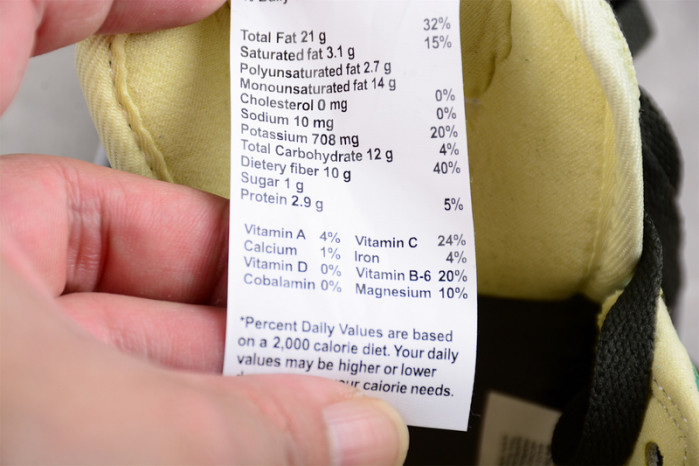 % Daily
Total Fat 21 g 32%
Saturated fat 3.1 g 15%
Polyunsaturated fat 2.7 g
Monounsaturated fat 14 g
Cholesterol 0 mg 0%
Sodium 10 mg 0%
Potassium 708 mg 20%
Total Carbohydrate 12 g 4%
Dietary fiber 10 g 40%
Sugar 1 g
Protein 2.9 g 5%
Vitamin A 4% Vitamin C 24%
Calcium 1% Iron 4%
Vitamin D 0% Vitamin B-6 20%
Cobalamin 0% Magnesium 10%
*Percent Daily Values are based
on a 2,000 calorie diet. Your daily
values may be higher or lower
calorie needs.